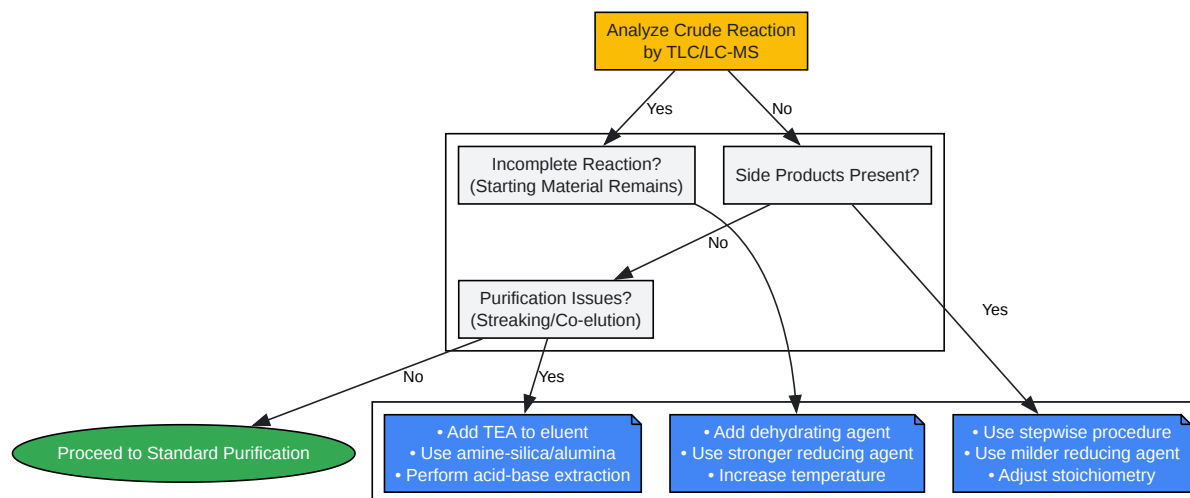 Analyze Crude Reaction
by TLC/LC-MS
Yes
No
Incomplete Reaction?
(Starting Material Remains)
Side Products Present?
No
Purification Issues?
(Streaking/Co-elution)
Yes
No
Yes
Proceed to Standard Purification
• Add TEA to eluent
• Use amine-silica/alumina
• Perform acid-base extraction
• Add dehydrating agent
• Use stronger reducing agent
• Increase temperature
• Use stepwise procedure
• Use milder reducing agent
• Adjust stoichiometry